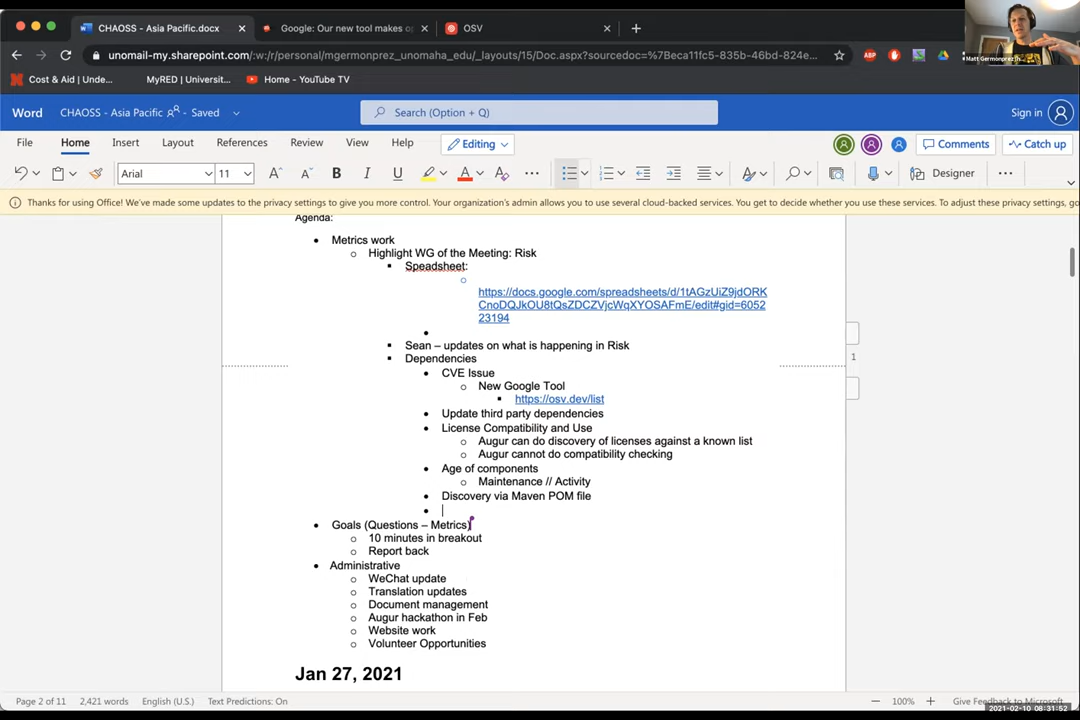 CHAOSS - Asia Pacific.docx
Google: Our new tool makes o
OSV
unomail-my.sharepoint.com/w:/r/personal/mgermonprez_unomaha_edu/_layouts/15/Doc.aspx?sourcedoc=%7Beca11fc5-835b-46bd-824e...
ABP
Matt Germonprez
Cost & Aid | Unde...
MyRED | Universit...
Home - YouTube TV
Word
CHAOSS - Asia Pacific - Saved
Search (Option + Q)
Sign in
File
Home
Insert
Layout
References
Review
View
Help
Editing
Comments
Catch up
Arial
11
B
I
U
Designer
Thanks for using Office! We've made some updates to the privacy settings to give you more control. Your organization's admin allows you to use several cloud-backed services. You get to decide whether you use these services. To adjust these privacy settings, go
Agenda:
Metrics work
Highlight WG of the Meeting: Risk
Speadsheet:
https://docs.google.com/spreadsheets/d/1tAGzUiZ9jdORK
CnoDQJkOU8tQsZDCZVjcWqXYOSAFmE/edit#gid=6052
23194
Sean – updates on what is happening in Risk
Dependencies
1
CVE Issue
New Google Tool
https://osv.dev/list
Update third party dependencies
License Compatibility and Use
Augur can do discovery of licenses against a known list
Augur cannot do compatibility checking
Age of components
Maintenance // Activity
Discovery via Maven POM file
Goals (Questions – Metrics)
10 minutes in breakout
Report back
Administrative
WeChat update
Translation updates
Document management
Augur hackathon in Feb
Website work
Volunteer Opportunities
Jan 27, 2021
Page 2 of 11
2,421 words
English (U.S.)
Text Predictions: On
100%
Give Feedback to Microsoft
2021-02-10 08:31:52